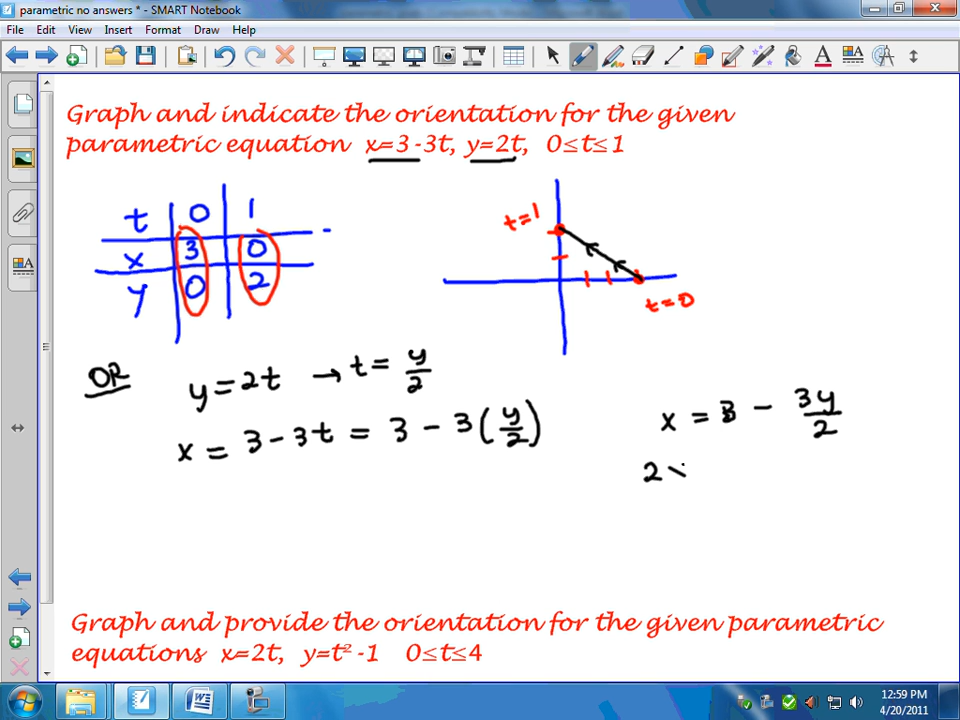 parametric no answers * - SMART Notebook
File Edit View Insert Format Draw Help
Graph and indicate the orientation for the given
parametric equation x=3-3t, y=2t, 0≤t≤1
t 0 1
x 3 0
y 0 2
t=1
t=0
OR
y=2t → t= y/2
x = 3-3t = 3 - 3(y/2)
x = 3 - 3y/2
2x
Graph and provide the orientation for the given parametric
equations x=2t, y=t²-1 0≤t≤4
12:59 PM
4/20/2011